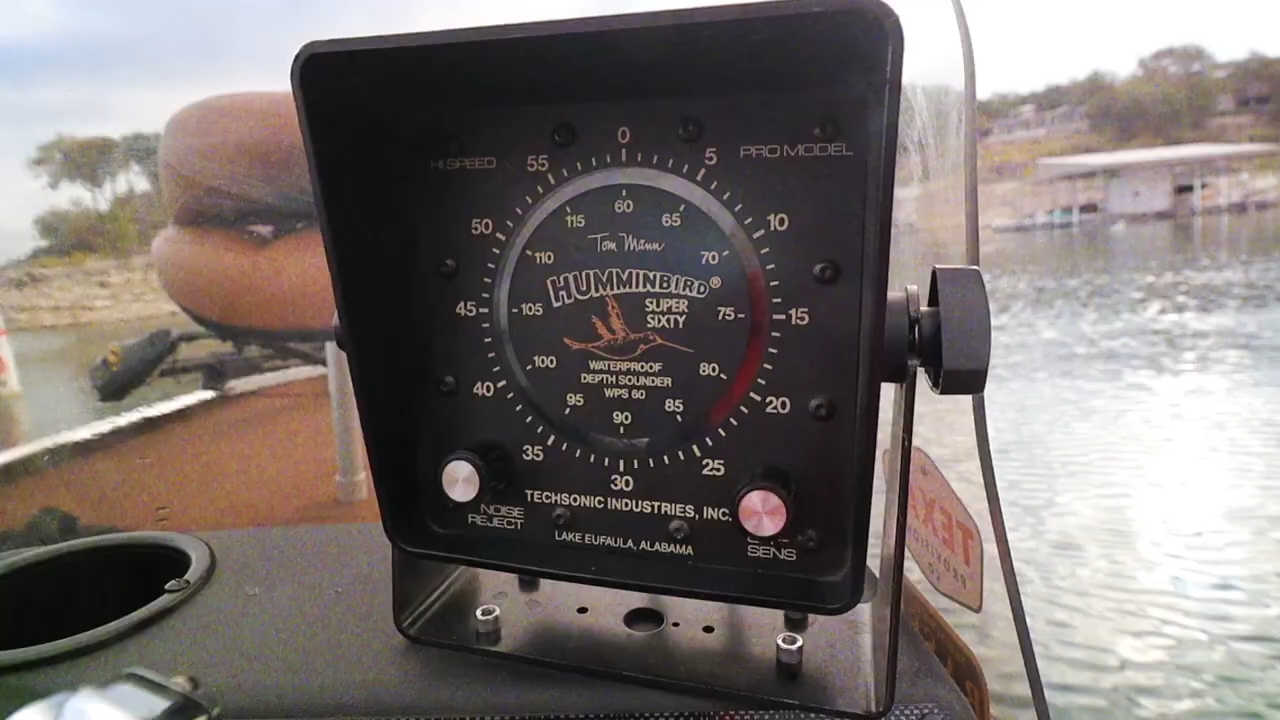 HI SPEED
PRO MODEL
0
5
10
15
20
25
30
35
40
45
50
55
60
65
70
75
80
85
90
95
100
105
110
115
Tom Mann
HUMMINBIRD®
SUPER
SIXTY
WATERPROOF
DEPTH SOUNDER
WPS 60
TECHSONIC INDUSTRIES, INC.
LAKE EUFAULA, ALABAMA
NOISE
REJECT
SENS
TEX